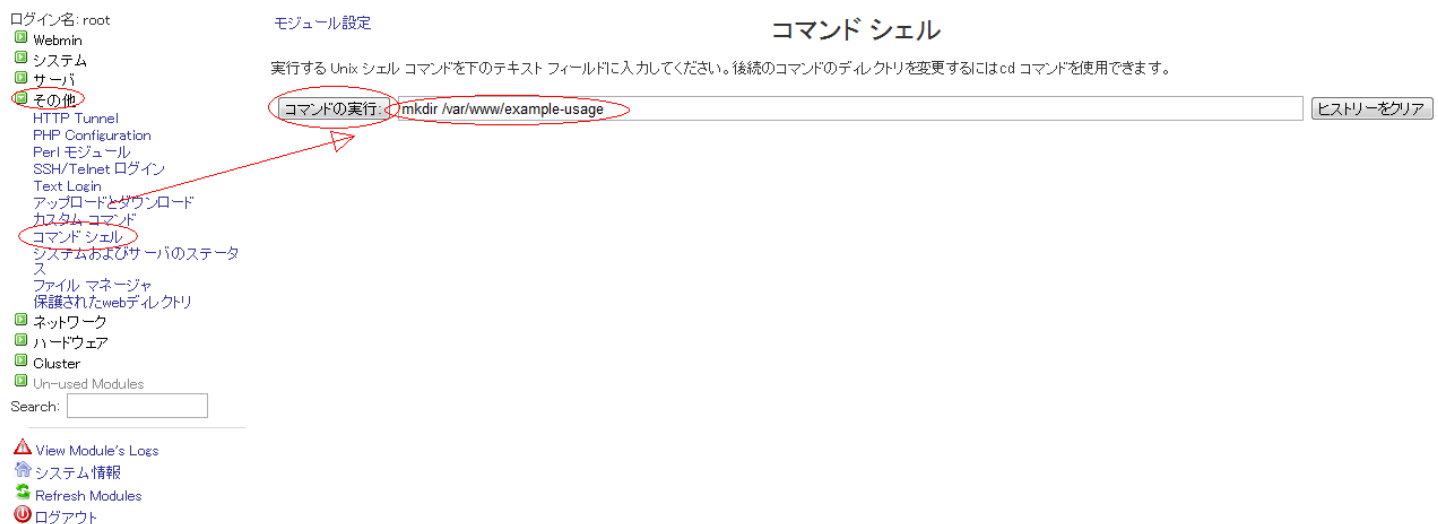 ログイン名: root
Webmin
システム
サーバ
その他
HTTP Tunnel
PHP Configuration
Perl モジュール
SSH/Telnet ログイン
Text Login
アップロードとダウンロード
カスタム コマンド
コマンド シェル
システムおよびサーバのステータ
ス
ファイル マネージャ
保護されたwebディレクトリ
ネットワーク
ハードウェア
Cluster
Un-used Modules
Search:
View Module's Logs
システム情報
Refresh Modules
ログアウト
モジュール設定
コマンド シェル
実行する Unix シェル コマンドを下のテキスト フィールドに入力してください。後続のコマンドのディレクトリを変更するには cd コマンドを使用できます。
コマンドの実行: mkdir /var/www/example-usage ヒストリーをクリア